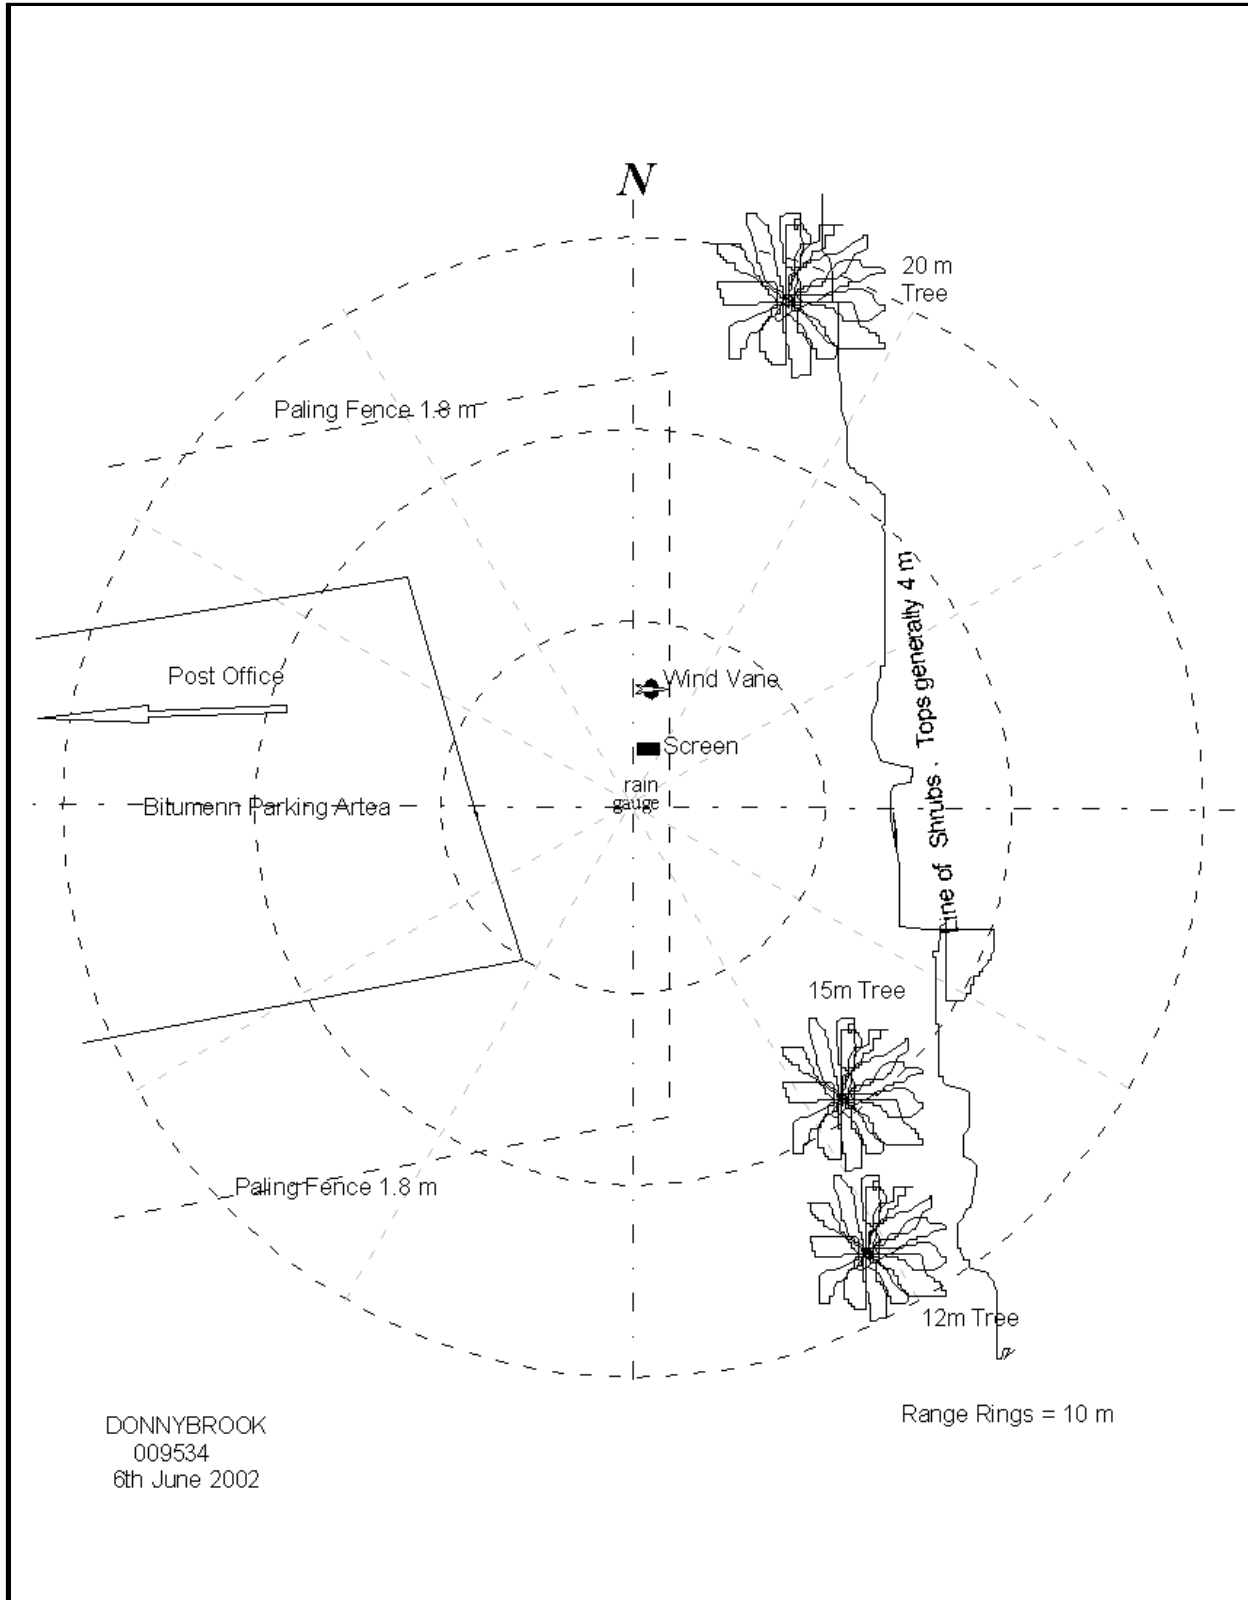 N
20 m
Tree
Paling Fence 1.8 m
Line of Shrubs . Tops generally 4 m
Post Office
Wind Vane
Screen
rain
gauge
Bitumenn Parking Artea
15m Tree
Paling Fence 1.8 m
12m Tree
Range Rings = 10 m
DONNYBROOK
009534
6th June 2002